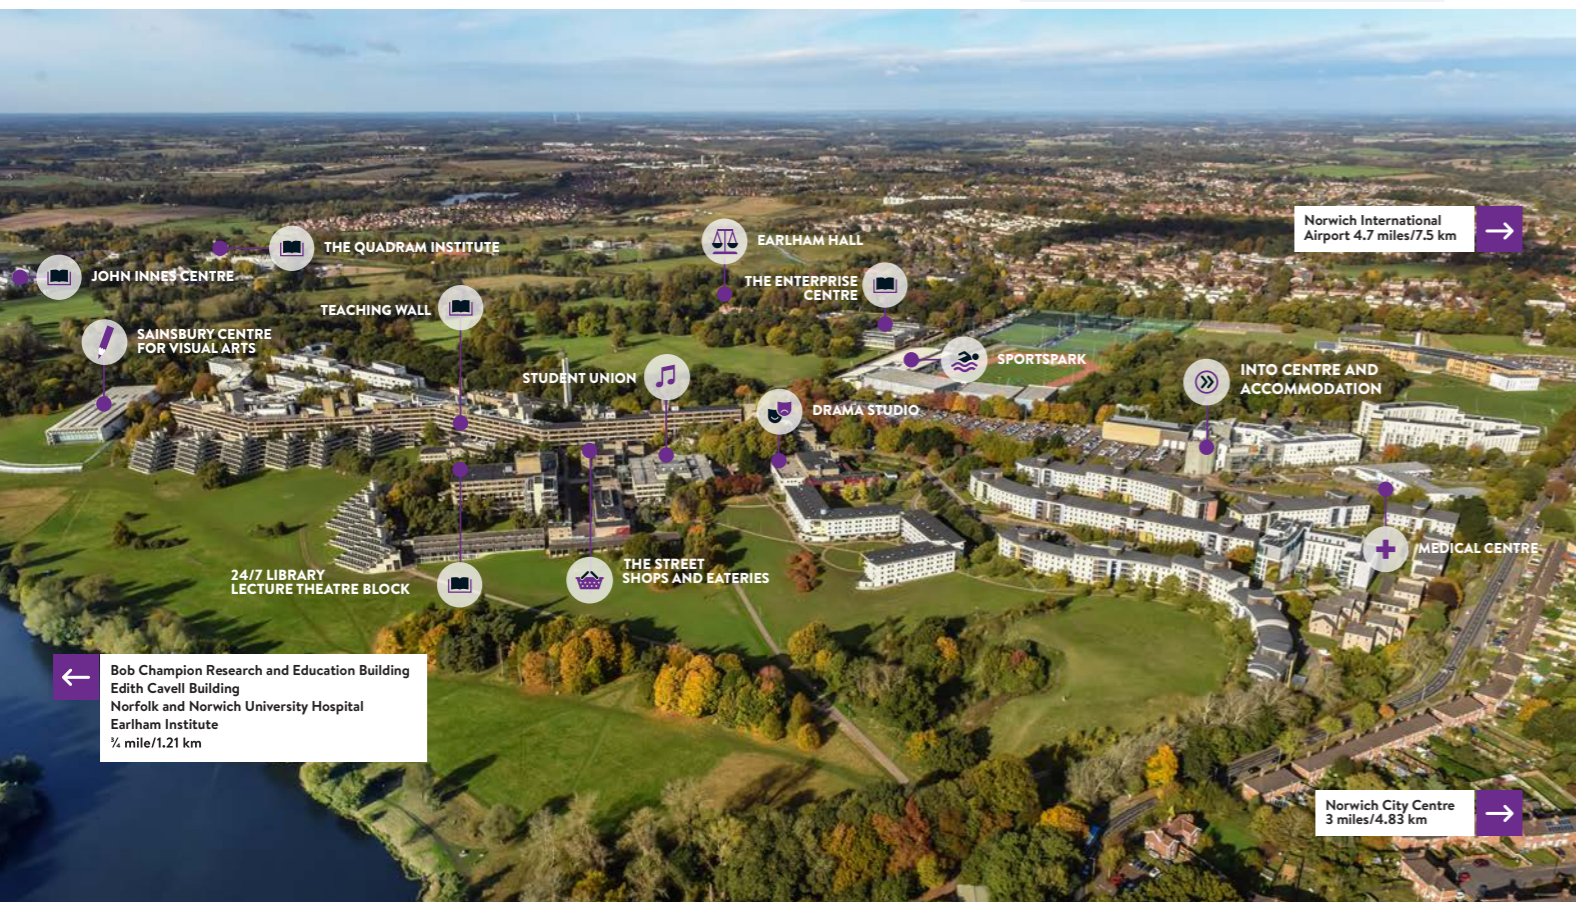 THE QUADRAM INSTITUTE
JOHN INNES CENTRE
EARLHAM HALL
Norwich International
Airport 4.7 miles/7.5 km
THE ENTERPRISE
CENTRE
TEACHING WALL
SAINSBURY CENTRE
FOR VISUAL ARTS
STUDENT UNION
SPORTSPARK
INTO CENTRE AND
ACCOMMODATION
DRAMA STUDIO
MEDICAL CENTRE
24/7 LIBRARY
LECTURE THEATRE BLOCK
THE STREET
SHOPS AND EATERIES
Bob Champion Research and Education Building
Edith Cavell Building
Norfolk and Norwich University Hospital
Earlham Institute
¾ mile/1.21 km
Norwich City Centre
3 miles/4.83 km